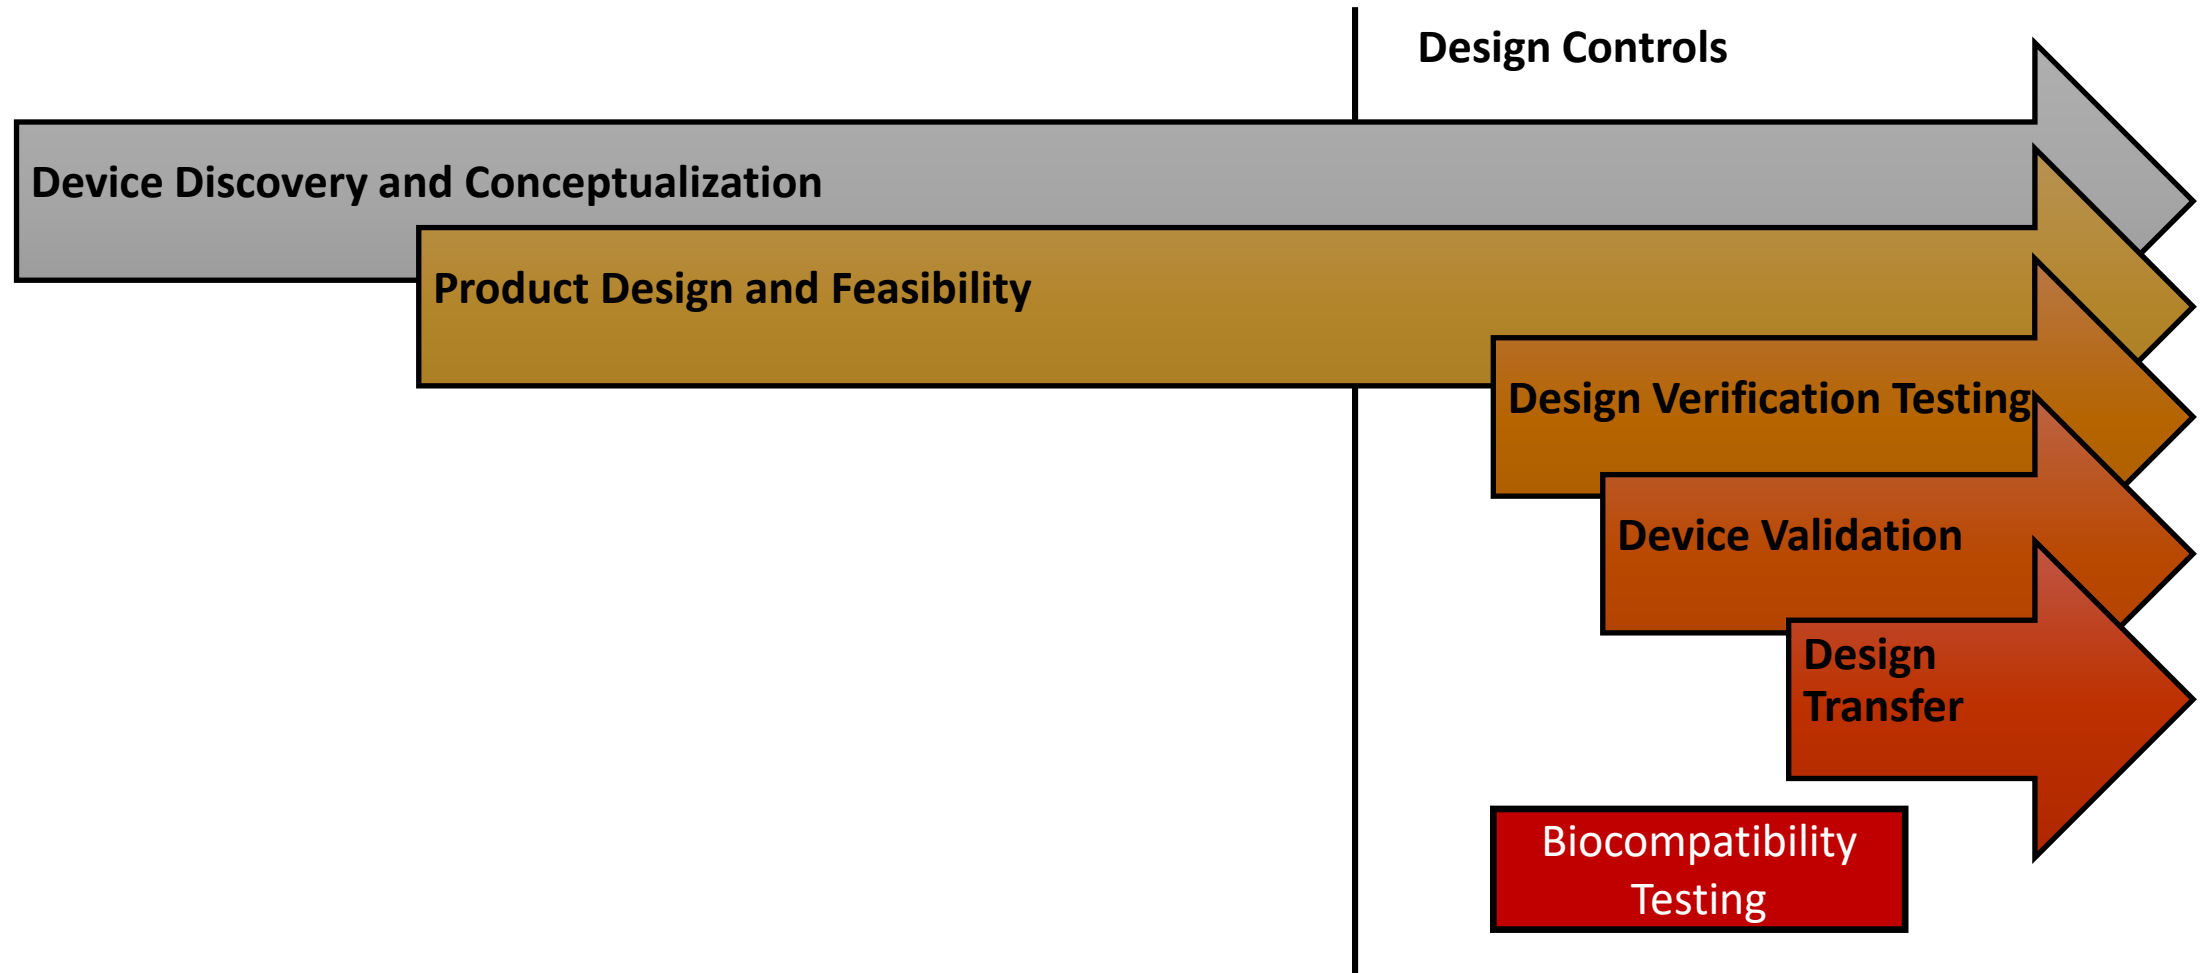 Design Controls
Device Discovery and Conceptualization
Product Design and Feasibility
Design Verification Testing
Device Validation
Design
Transfer
Biocompatibility
Testing